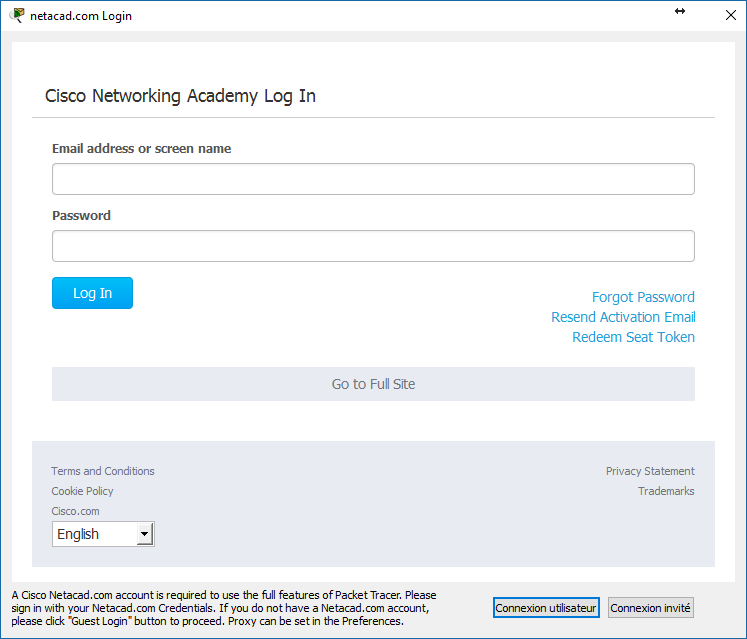 netacad.com Login
Cisco Networking Academy Log In
Email address or screen name
Password
Log In
Forgot Password
Resend Activation Email
Redeem Seat Token
Go to Full Site
Terms and Conditions
Privacy Statement
Cookie Policy
Trademarks
Cisco.com
English
A Cisco Netacad.com account is required to use the full features of Packet Tracer. Please
sign in with your Netacad.com Credentials. If you do not have a Netacad.com account,
please click "Guest Login" button to proceed. Proxy can be set in the Preferences.
Connexion utilisateur
Connexion invité